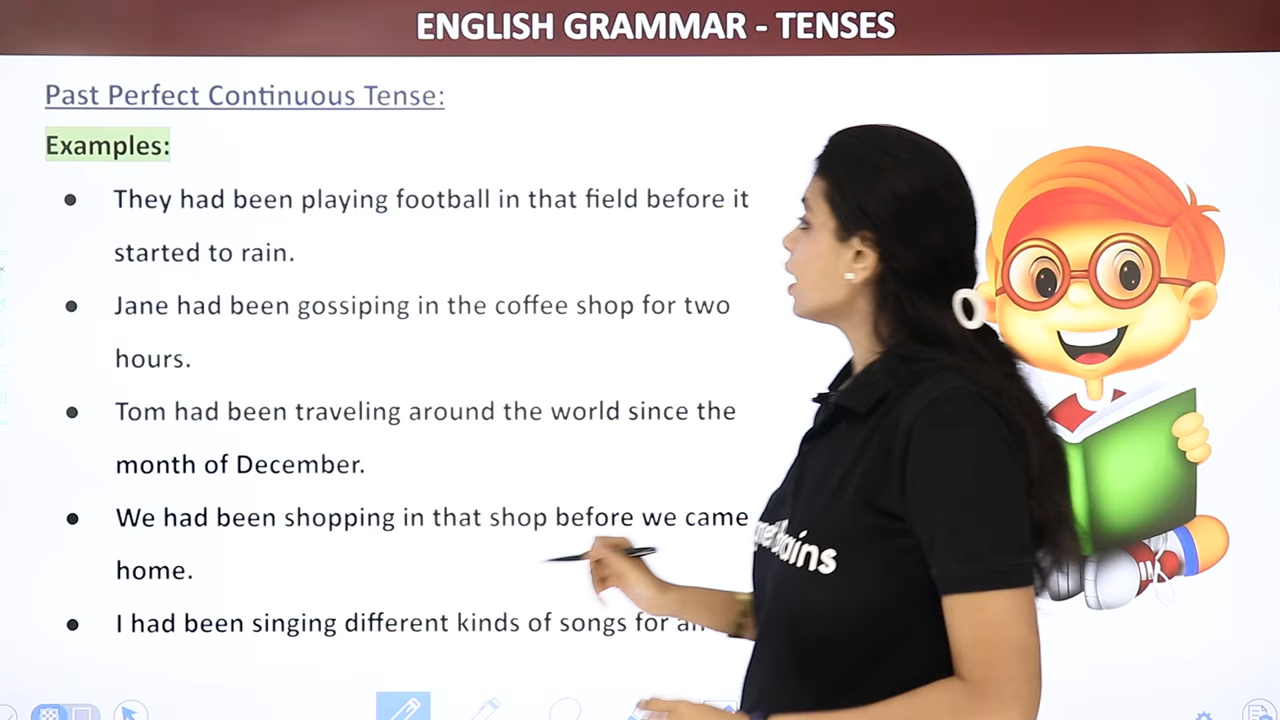 ENGLISH GRAMMAR - TENSES
Past Perfect Continuous Tense:
Examples:
● They had been playing football in that field before it
started to rain.
● Jane had been gossiping in the coffee shop for two
hours.
● Tom had been traveling around the world since the
month of December.
● We had been shopping in that shop before we came
home.
● I had been singing different kinds of songs for an